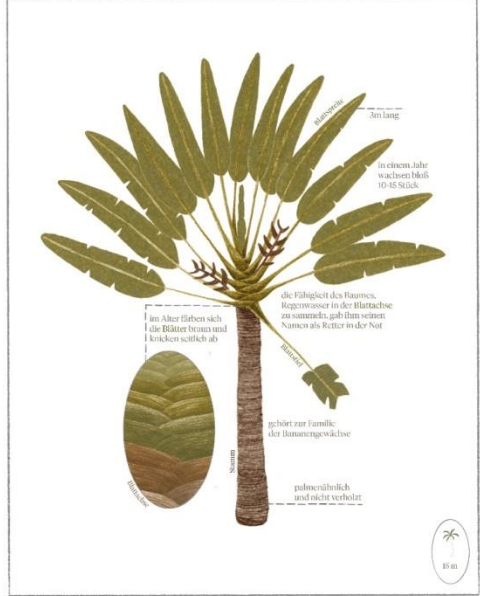 Blattspreite
3m lang
in einem Jahr
wachsen bloß
10-15 Stück
die Fähigkeit des Baumes,
Regenwasser in der Blattachse
zu sammeln, gab ihm seinen
Namen als Retter in der Not
im Alter färben sich
die Blätter braun und
knicken seitlich ab
Blattstiel
gehört zur Familie
der Bananengewächse
Stamm
Blattachse
palmenähnlich
und nicht verholzt
15 m